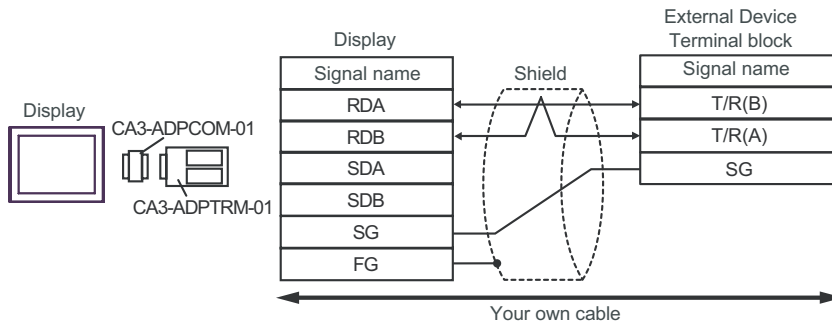 Display
CA3-ADPCOM-01
CA3-ADPTRM-01
Display
Signal name
RDA
RDB
SDA
SDB
SG
FG
Shield
External Device
Terminal block
Signal name
T/R(B)
T/R(A)
SG
Your own cable